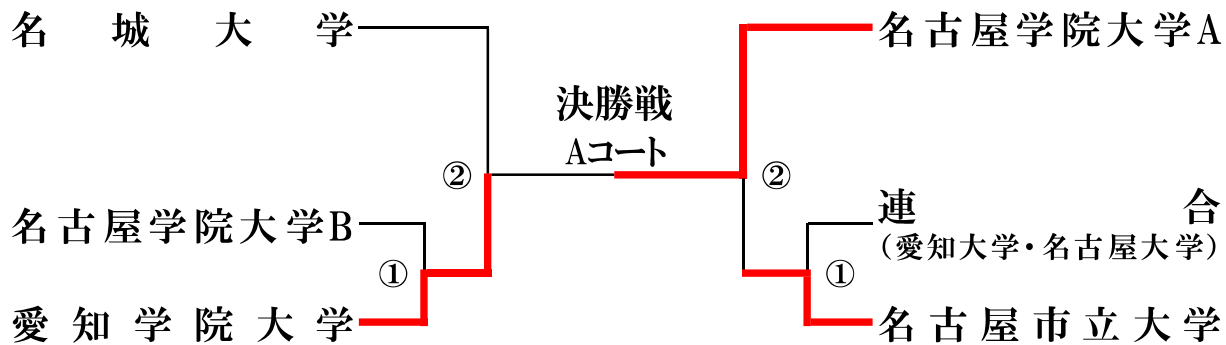 名城大学
名古屋学院大学A
決勝戦
Aコート
② ②
名古屋学院大学B
連合
(愛知大学・名古屋大学)
① ①
愛知学院大学
名古屋市立大学